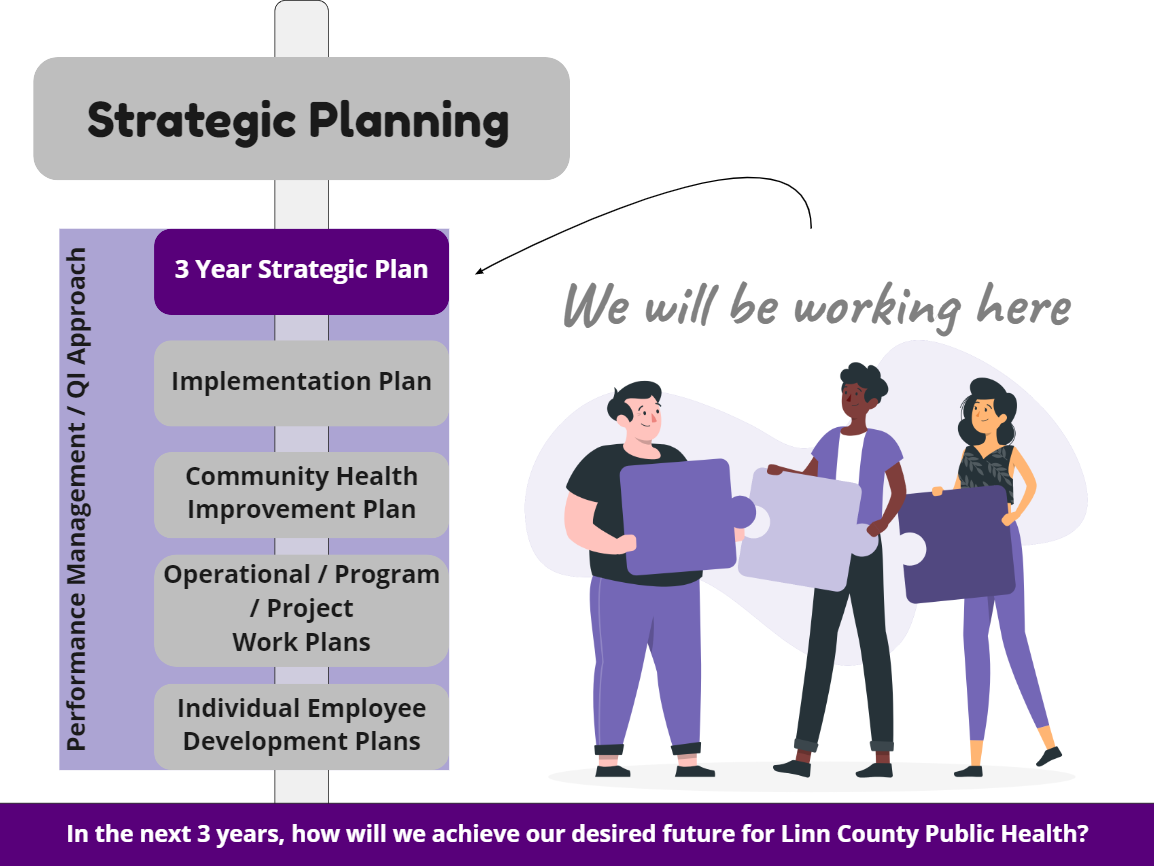 Strategic Planning
Performance Management / QI Approach
3 Year Strategic Plan
Implementation Plan
Community Health
Improvement Plan
Operational / Program
/ Project
Work Plans
Individual Employee
Development Plans
We will be working here
In the next 3 years, how will we achieve our desired future for Linn County Public Health?